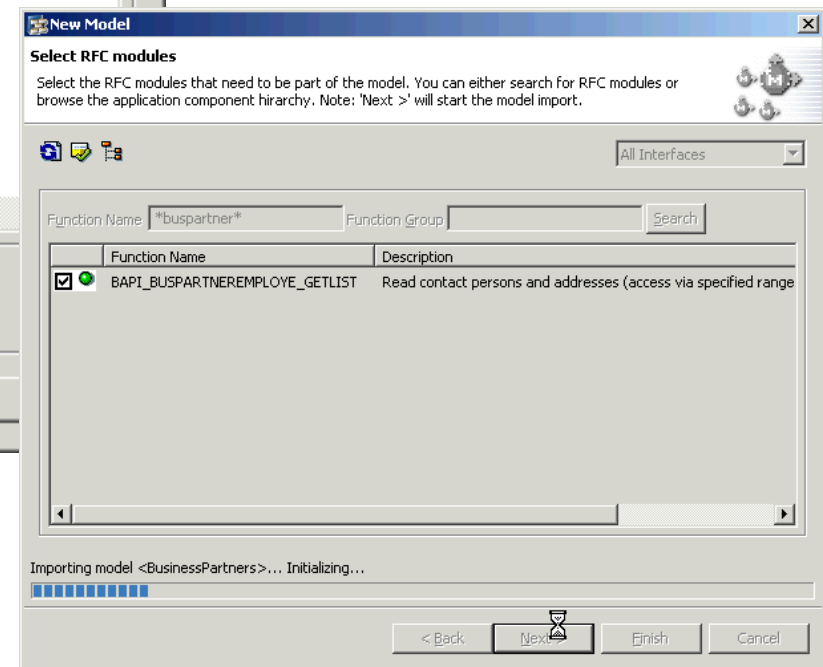 New Model
Select RFC modules
Select the RFC modules that need to be part of the model. You can either search for RFC modules or
browse the application component hirarchy. Note: 'Next >' will start the model import.
All Interfaces
Function Name *buspartner* Function Group Search
Function Name Description
BAPI_BUSPARTNEREMPLOYE_GETLIST Read contact persons and addresses (access via specified range
Importing model <BusinessPartners>... Initializing...
< Back Next > Finish Cancel